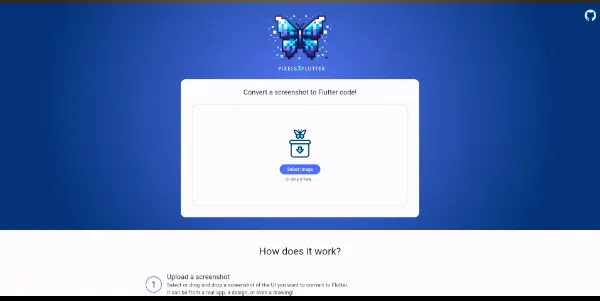 PIXELS2FLUTTER
Convert a screenshot to Flutter code!
Select Image
Or drop it here.
How does it work?
1
Upload a screenshot
Select or drag and drop a screenshot of the UI you want to convert to Flutter.
It can be from a real app, a design, or even a drawing!